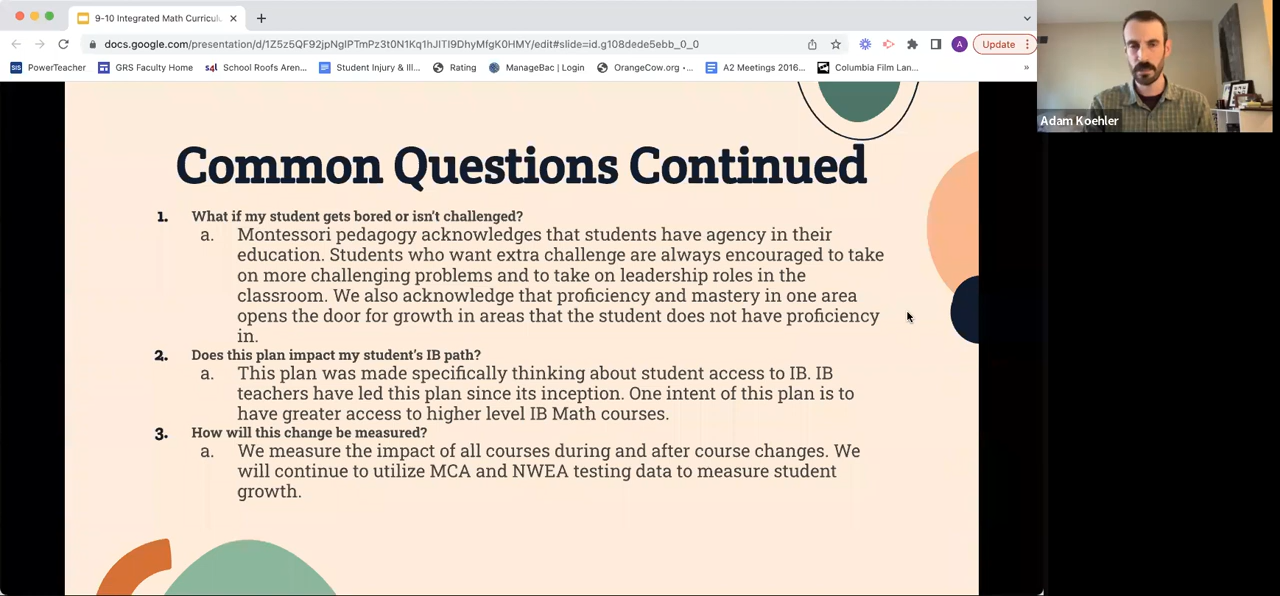 9-10 Integrated Math Curricul
docs.google.com/presentation/d/1Z5z5QF92jpNglPTmPz3t0N1Kq1hJITI9DhyMfgK0HMY/edit#slide=id.g108dede5ebb_0_0
A
Update
PowerTeacher
GRS Faculty Home
School Roofs Aren...
Student Injury & Ill...
Rating
ManageBac | Login
OrangeCow.org •...
A2 Meetings 2016...
Columbia Film Lan...
»
Adam Koehler
Common Questions Continued
1. What if my student gets bored or isn't challenged?
a. Montessori pedagogy acknowledges that students have agency in their
education. Students who want extra challenge are always encouraged to take
on more challenging problems and to take on leadership roles in the
classroom. We also acknowledge that proficiency and mastery in one area
opens the door for growth in areas that the student does not have proficiency
in.
2. Does this plan impact my student's IB path?
a. This plan was made specifically thinking about student access to IB. IB
teachers have led this plan since its inception. One intent of this plan is to
have greater access to higher level IB Math courses.
3. How will this change be measured?
a. We measure the impact of all courses during and after course changes. We
will continue to utilize MCA and NWEA testing data to measure student
growth.